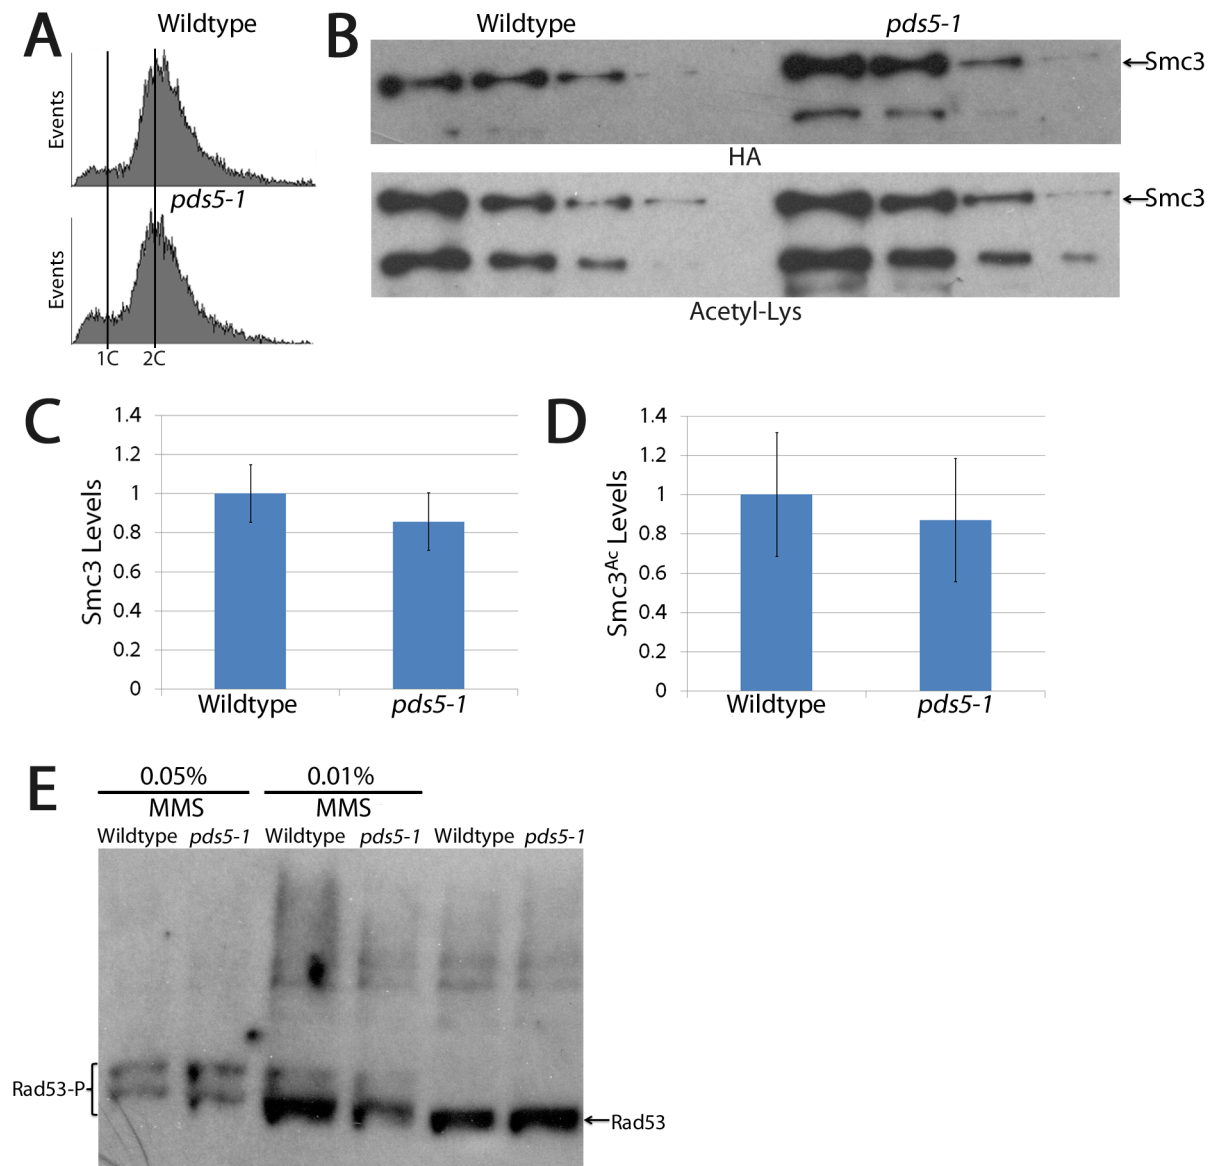 A
Wildtype
Events
pds5-1
Events
1C 2C
B
Wildtype pds5-1
←Smc3
HA
←Smc3
Acetyl-Lys
C
Smc3 Levels
1.4
1.2
1
0.8
0.6
0.4
0.2
0
Wildtype pds5-1
D
Smc3ᴬᶜ Levels
1.4
1.2
1
0.8
0.6
0.4
0.2
0
Wildtype pds5-1
E
0.05% 0.01%
MMS MMS
Wildtype pds5-1 Wildtype pds5-1 Wildtype pds5-1
Rad53-P
←Rad53